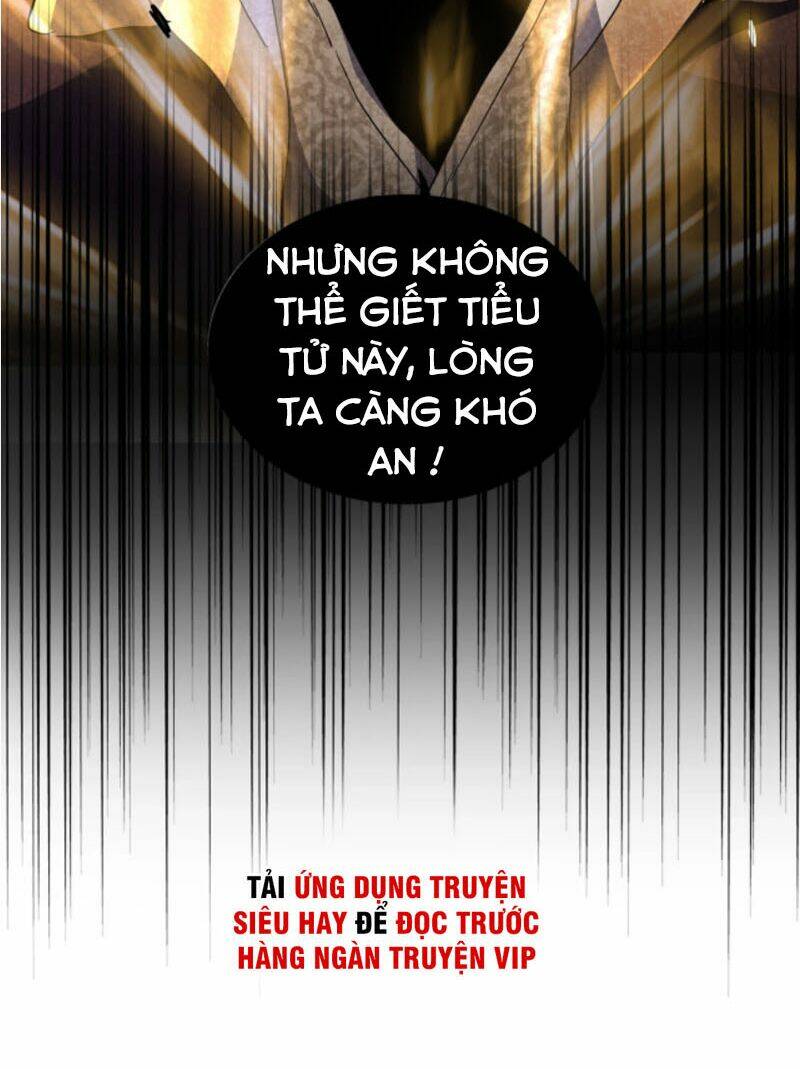 NHƯNG KHÔNG
THỂ GIẾT TIỂU
TỬ NÀY, LÒNG
TA CÀNG KHÓ
AN !
TẢI ỨNG DỤNG TRUYỆN
SIÊU HAY ĐỂ ĐỌC TRƯỚC
HÀNG NGÀN TRUYỆN VIP